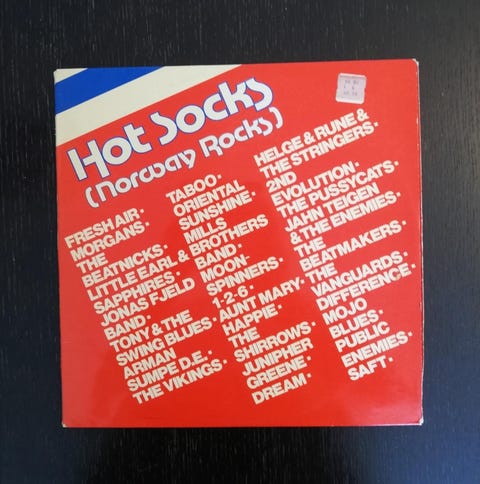 Hot Socks
(Norway Rocks)
FRESH AIR·
MORGANS·
THE
BEATNICKS·
LITTLE EARL &
SAPPHIRES·
JONAS FJELD
BAND·
TONY & THE
SWING BLUES·
ARMAN
SUMPE D.E.·
THE VIKINGS·
TABOO·
ORIENTAL
SUNSHINE·
MILLS
BROTHERS
BAND·
MOON-
SPINNERS·
1-2-6·
AUNT MARY·
HAPPIE·
THE
SHIRROWS·
JUNIPHER
GREENE·
DREAM·
HELGE & RUNE &
THE STRINGERS·
2ND
EVOLUTION·
THE PUSSYCATS·
JAHN TEIGEN
& THE ENEMIES·
THE
BEATMAKERS·
THE
VANGUARDS·
DIFFERENCE·
MOJO
BLUES·
PUBLIC
ENEMIES·
SAFT·